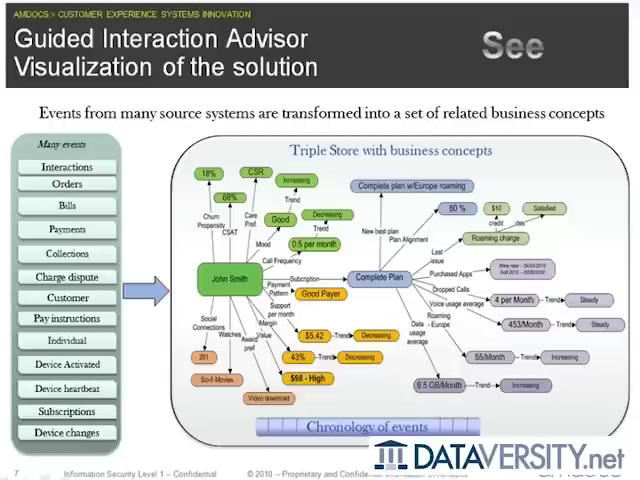 AMDOCS > CUSTOMER EXPERIENCE SYSTEMS INNOVATION
Guided Interaction Advisor
Visualization of the solution
See
Events from many source systems are transformed into a set of related business concepts
Many events
Interactions
Orders
Bills
Payments
Collections
Charge dispute
Customer
Pay instructions
Individual
Device Activated
Device heartbeat
Subscriptions
Device changes
Triple Store with business concepts
18%
Churn
Propensity
68%
CSAT
CSR
Care
Pref.
Increasing
Trend
Good
Mood
Decreasing
Trend
0.5 per month
Call Frequency
John Smith
Subcription
Complete Plan
Payment
Pattern
Good Payer
Support
per month
$5.42
Trend
Decreasing
Margin
43%
Trend
Decreasing
Value
$98 - High
Award
pref
Video download
Watches
Sci-fi Movies
Social
Connections
201
Complete plan w/Europe roaming
New best plan
80 %
Plan Alignment
Last
issue
Roaming charge
$10
credit
Satisfied
Purchased Apps
Dropped Calls
4 per Month
Trend
Steady
Voice usage average
453/Month
Trend
Steady
Roaming
- Europe
55/Month
Trend
Increasing
Data
usage
average
9.5 GB/Month
Trend
Increasing
Chronology of events
7
Information Security Level 1 – Confidential
© 2010 – Proprietary and
DATAVERSITY.net